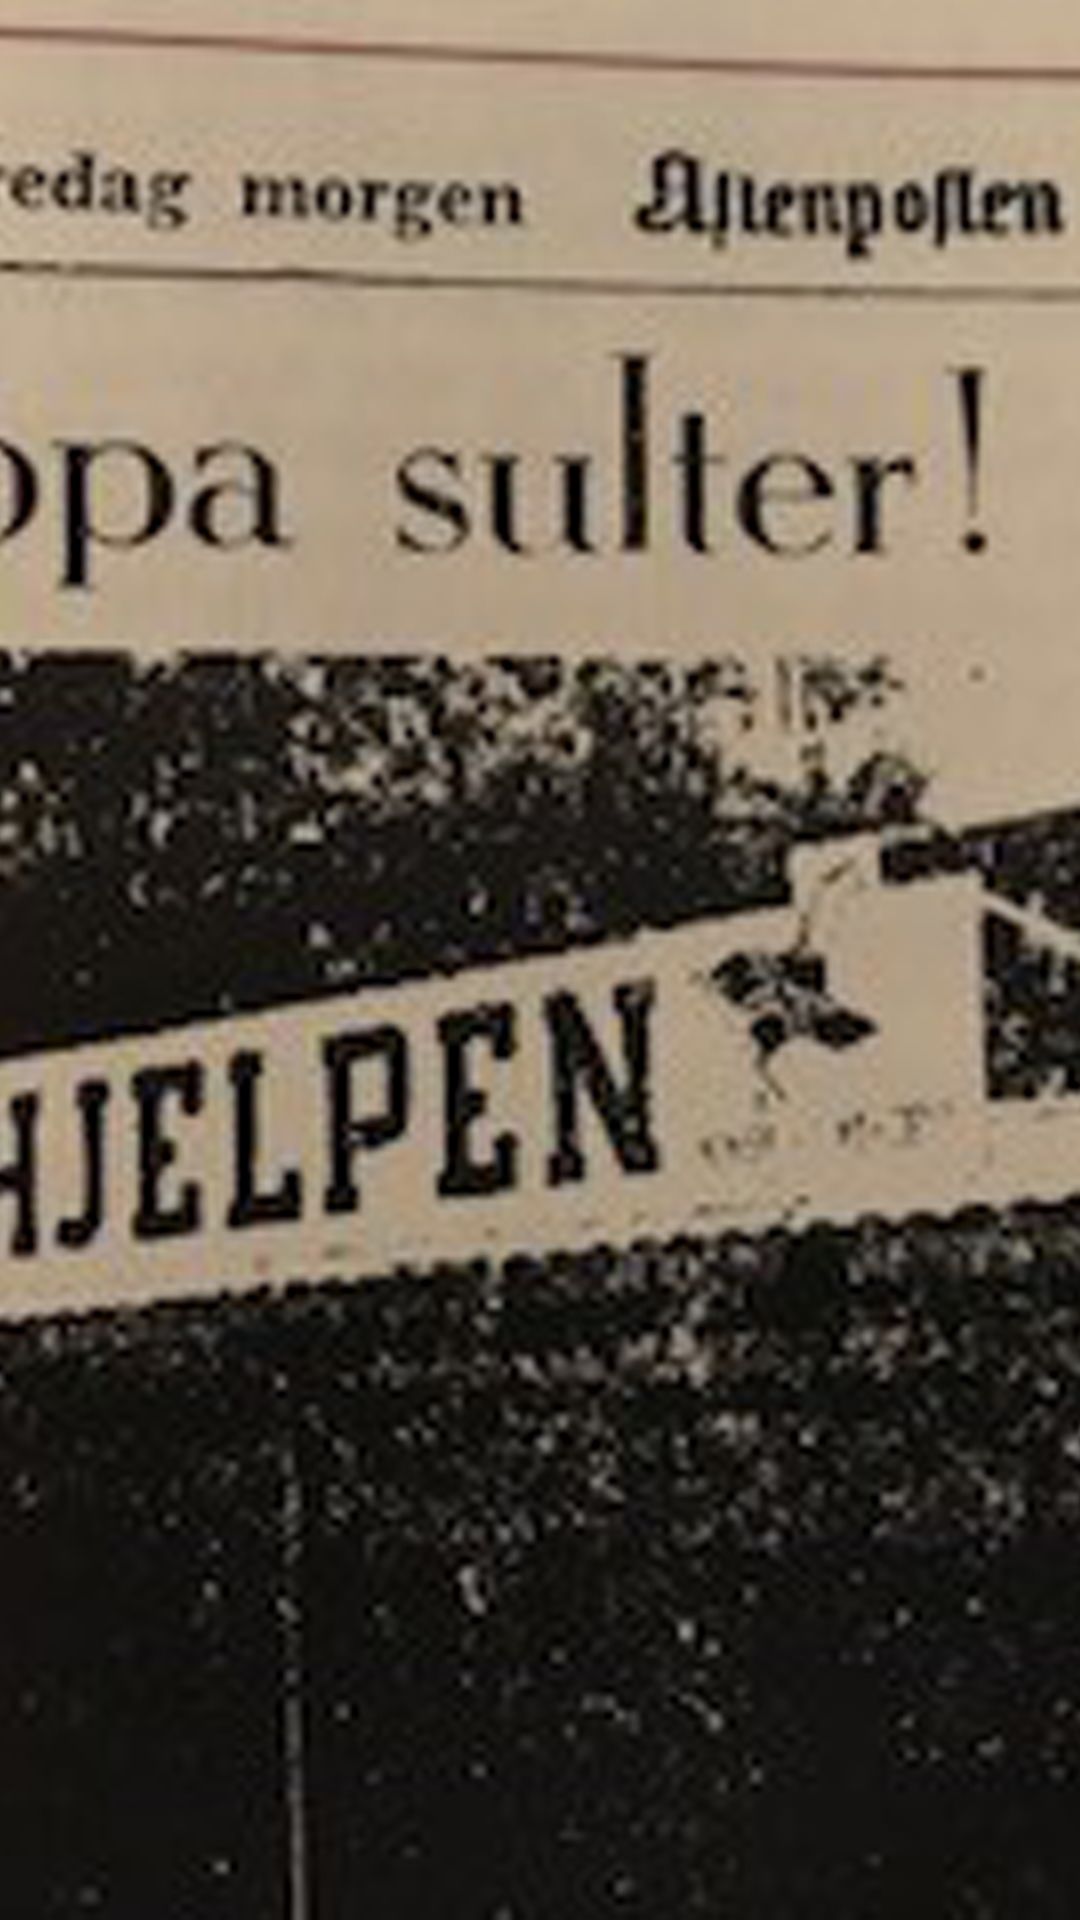 redag morgen Aftenposten
opa sulter!
HJELPEN